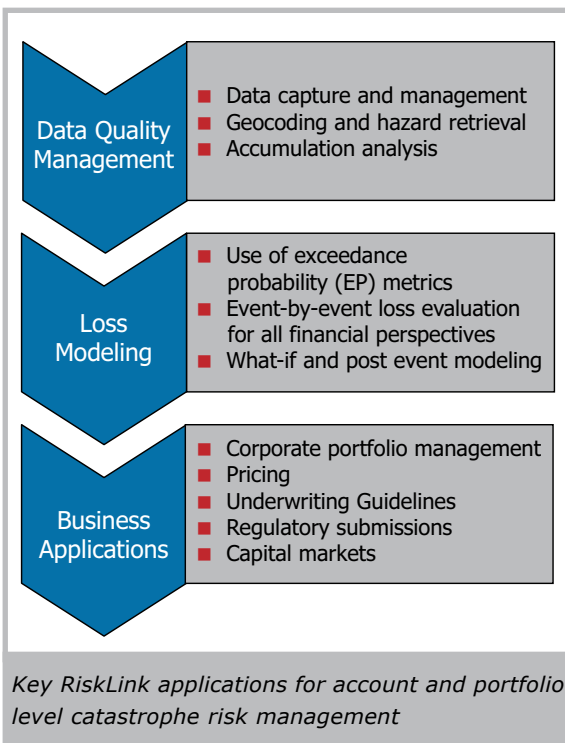 Data Quality
Management
Data capture and management
Geocoding and hazard retrieval
Accumulation analysis
Loss
Modeling
Use of exceedance
probability (EP) metrics
Event-by-event loss evaluation
for all financial perspectives
What-if and post event modeling
Business
Applications
Corporate portfolio management
Pricing
Underwriting Guidelines
Regulatory submissions
Capital markets
Key RiskLink applications for account and portfolio
level catastrophe risk management